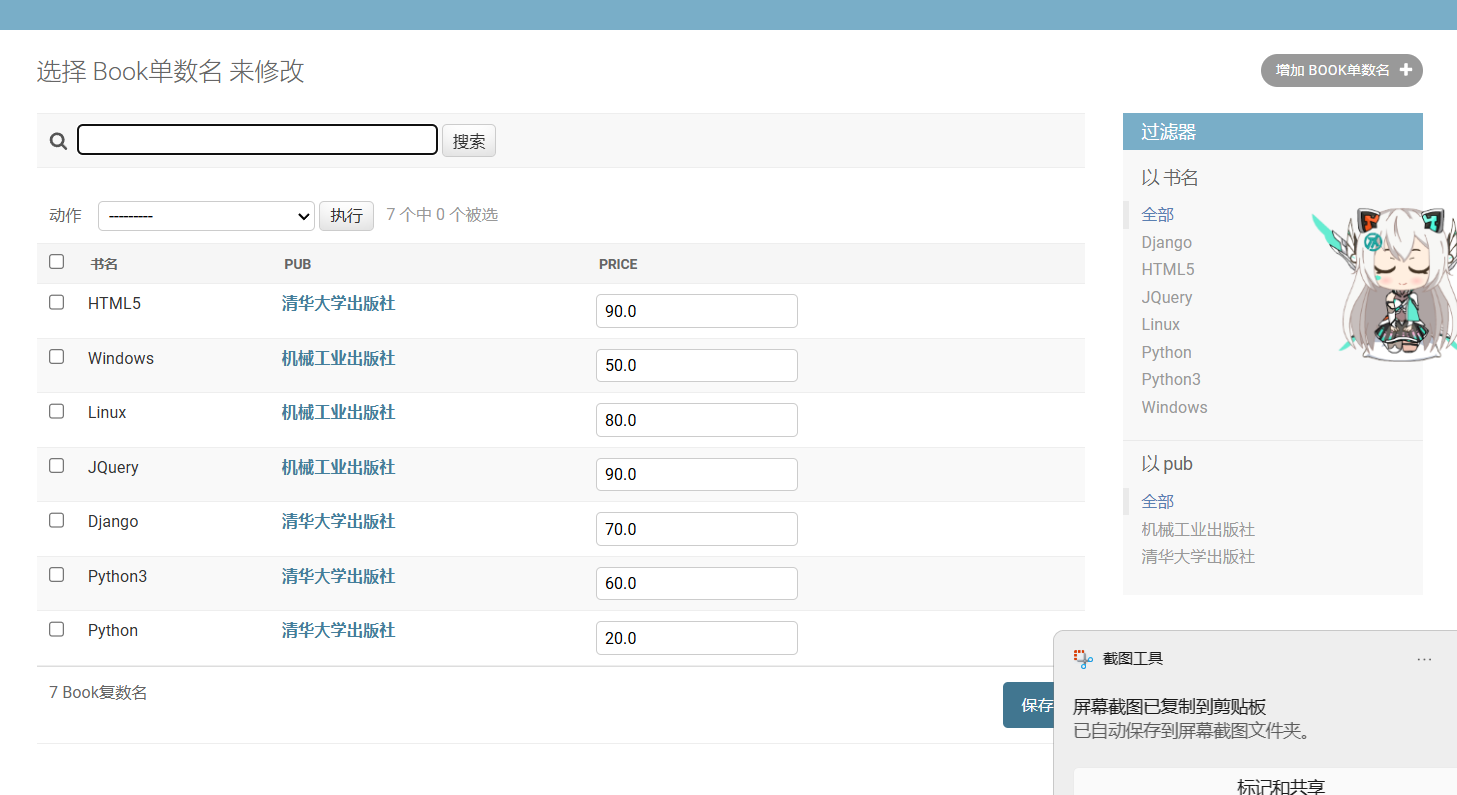 选择 Book单数名 来修改
增加 BOOK单数名
搜索
动作 --------- 执行 7 个中 0 个被选
书名 PUB PRICE
HTML5 清华大学出版社 90.0
Windows 机械工业出版社 50.0
Linux 机械工业出版社 80.0
JQuery 机械工业出版社 90.0
Django 清华大学出版社 70.0
Python3 清华大学出版社 60.0
Python 清华大学出版社 20.0
7 Book复数名
保存
过滤器
以 书名
全部
Django
HTML5
JQuery
Linux
Python
Python3
Windows
以 pub
全部
机械工业出版社
清华大学出版社
截图工具
屏幕截图已复制到剪贴板
已自动保存到屏幕截图文件夹。
标记和共享